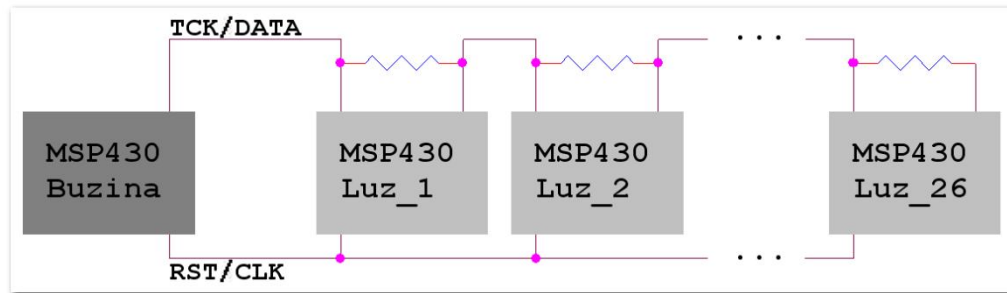 TCK/DATA
. . .
MSP430
Buzina
MSP430
Luz_1
MSP430
Luz_2
MSP430
Luz_26
. . .
RST/CLK